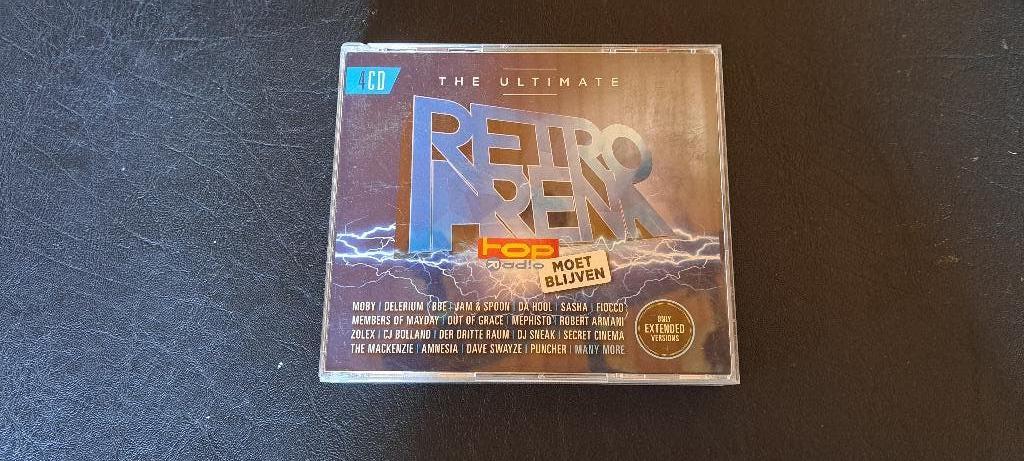 4CD
THE ULTIMATE
RETRO
ARENA
TOP
Radio
MOET
BLIJVEN
MOBY | DELERIUM | BBE | JAM & SPOON | DA HOOL | SASHA | FIOCCO
MEMBERS OF MAYDAY | OUT OF GRACE | MEPHISTO | ROBERT ARMANI
ZOLEX | CJ BOLLAND | DER DRITTE RAUM | DJ SNEAK | SECRET CINEMA
THE MACKENZIE | AMNESIA | DAVE SWAYZE | PUNCHER | MANY MORE
ONLY
EXTENDED
VERSIONS